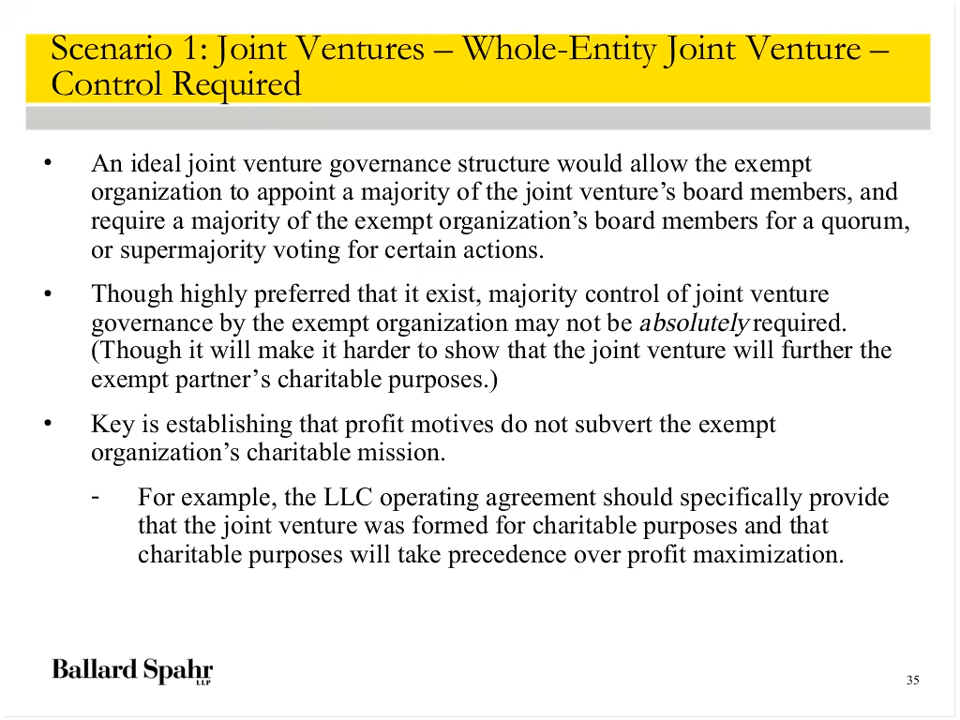 Scenario 1: Joint Ventures – Whole-Entity Joint Venture –
Control Required
• An ideal joint venture governance structure would allow the exempt
organization to appoint a majority of the joint venture’s board members, and
require a majority of the exempt organization’s board members for a quorum,
or supermajority voting for certain actions.
• Though highly preferred that it exist, majority control of joint venture
governance by the exempt organization may not be absolutely required.
(Though it will make it harder to show that the joint venture will further the
exempt partner’s charitable purposes.)
• Key is establishing that profit motives do not subvert the exempt
organization’s charitable mission.
- For example, the LLC operating agreement should specifically provide
that the joint venture was formed for charitable purposes and that
charitable purposes will take precedence over profit maximization.
Ballard Spahr
LLP
35